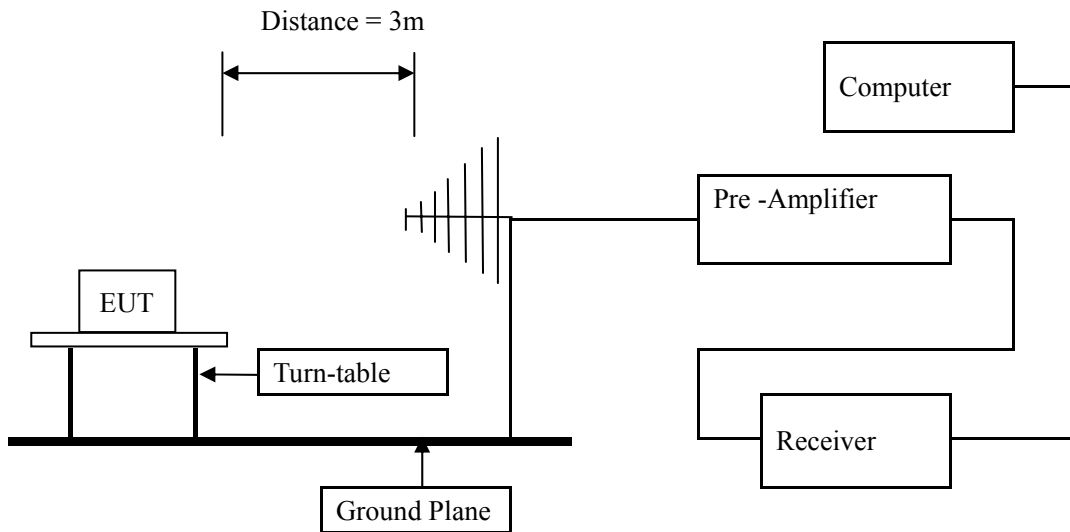 Distance = 3m
Computer
Pre -Amplifier
EUT
Turn-table
Receiver
Ground Plane